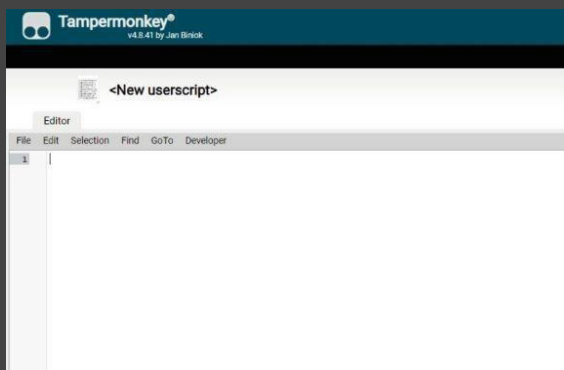 Tampermonkey®
v4.8.41 by Jan Biniok
<New userscript>
Editor
File Edit Selection Find GoTo Developer
1